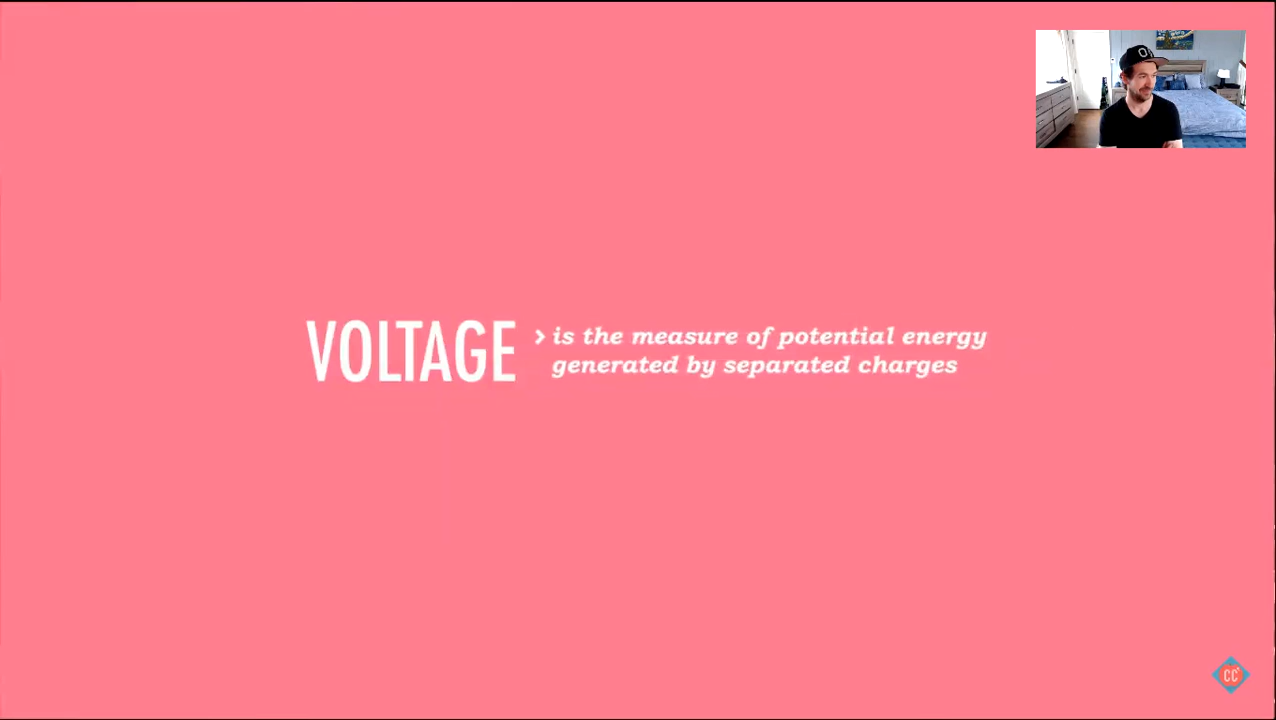 VOLTAGE › is the measure of potential energy
generated by separated charges
CC